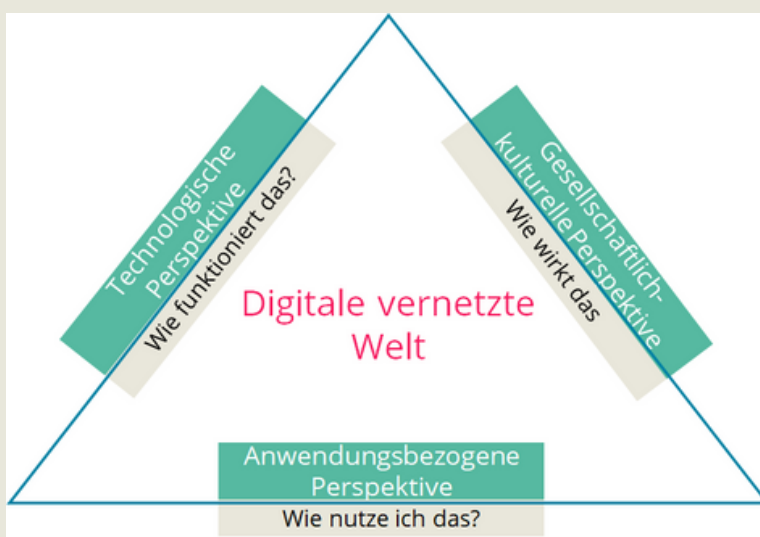 Technologische
Perspektive
Wie funktioniert das?
Gesellschaftlich-
kulturelle Perspektive
Wie wirkt das
Digitale vernetzte
Welt
Anwendungsbezogene
Perspektive
Wie nutze ich das?